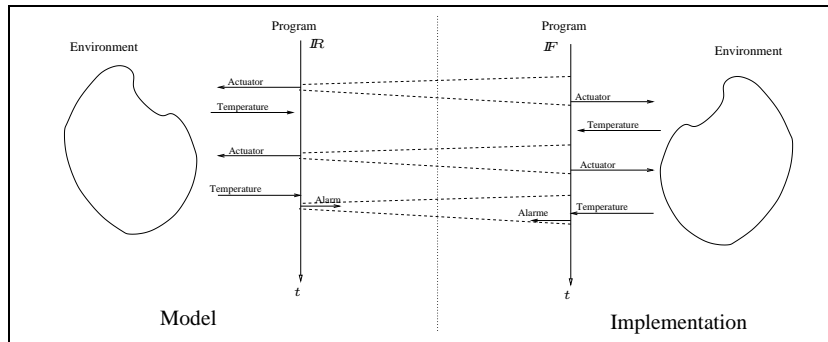 Program
IR
Environment
Actuator
Temperature
Actuator
Temperature
Alarm
t
Model
Program
IF
Environment
Actuator
Temperature
Actuator
Temperature
Alarme
t
Implementation